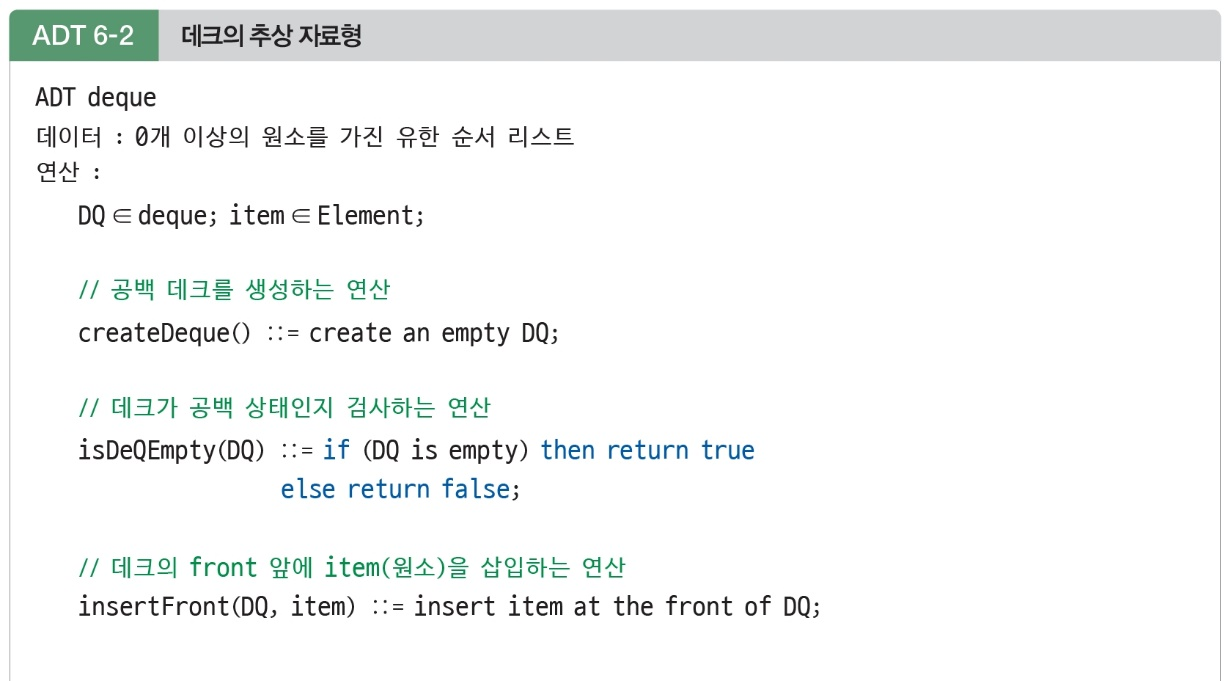 ADT 6-2 데크의 추상 자료형
ADT deque
데이터 : 0개 이상의 원소를 가진 유한 순서 리스트
연산 :
DQ ∈ deque; item ∈ Element;
// 공백 데크를 생성하는 연산
createDeque() ::= create an empty DQ;
// 데크가 공백 상태인지 검사하는 연산
isDeQEmpty(DQ) ::= if (DQ is empty) then return true
else return false;
// 데크의 front 앞에 item(원소)을 삽입하는 연산
insertFront(DQ, item) ::= insert item at the front of DQ;